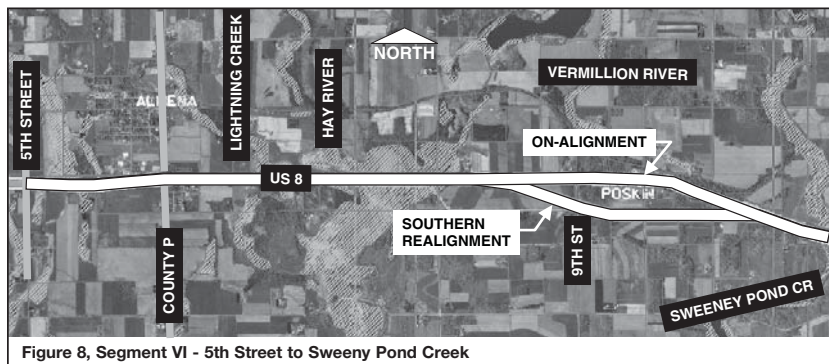 5TH STREET
ALMENA
COUNTY P
LIGHTNING CREEK
HAY RIVER
NORTH
VERMILLION RIVER
ON-ALIGNMENT
US 8
POSKIN
SOUTHERN
REALIGNMENT
9TH ST
SWEENEY POND CR
Figure 8, Segment VI - 5th Street to Sweeny Pond Creek